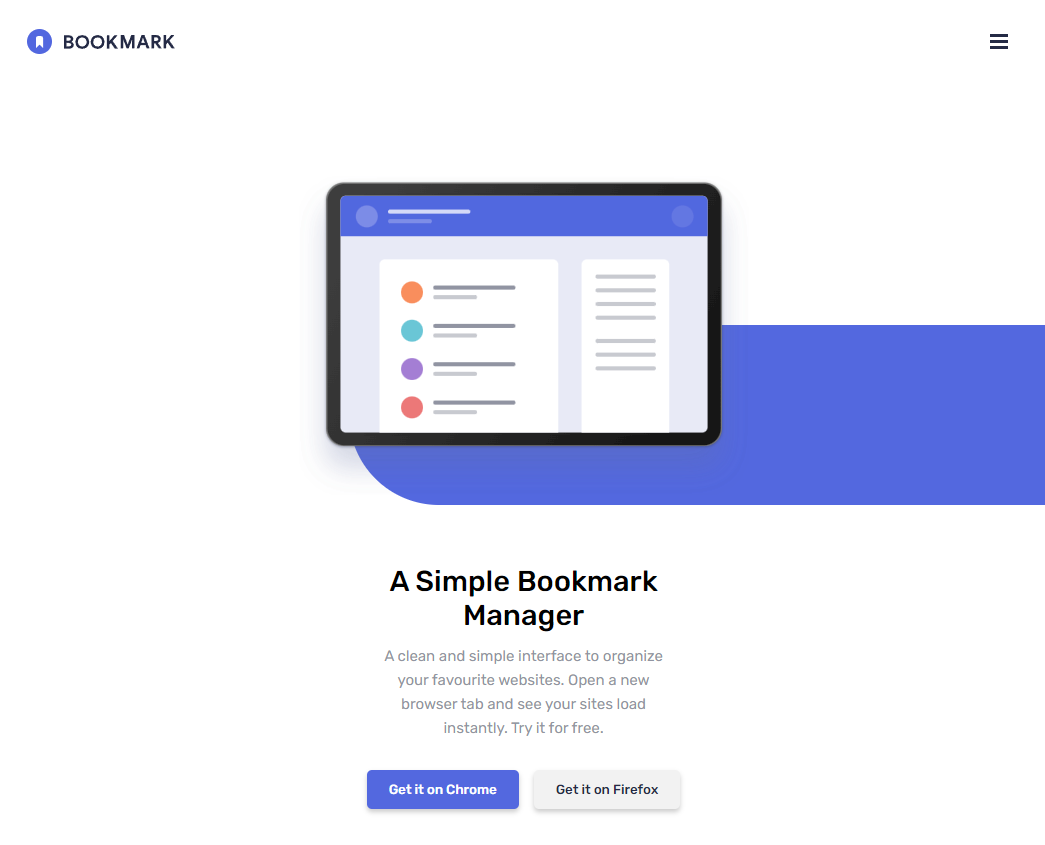 BOOKMARK
A Simple Bookmark
Manager
A clean and simple interface to organize
your favourite websites. Open a new
browser tab and see your sites load
instantly. Try it for free.
Get it on Chrome
Get it on Firefox